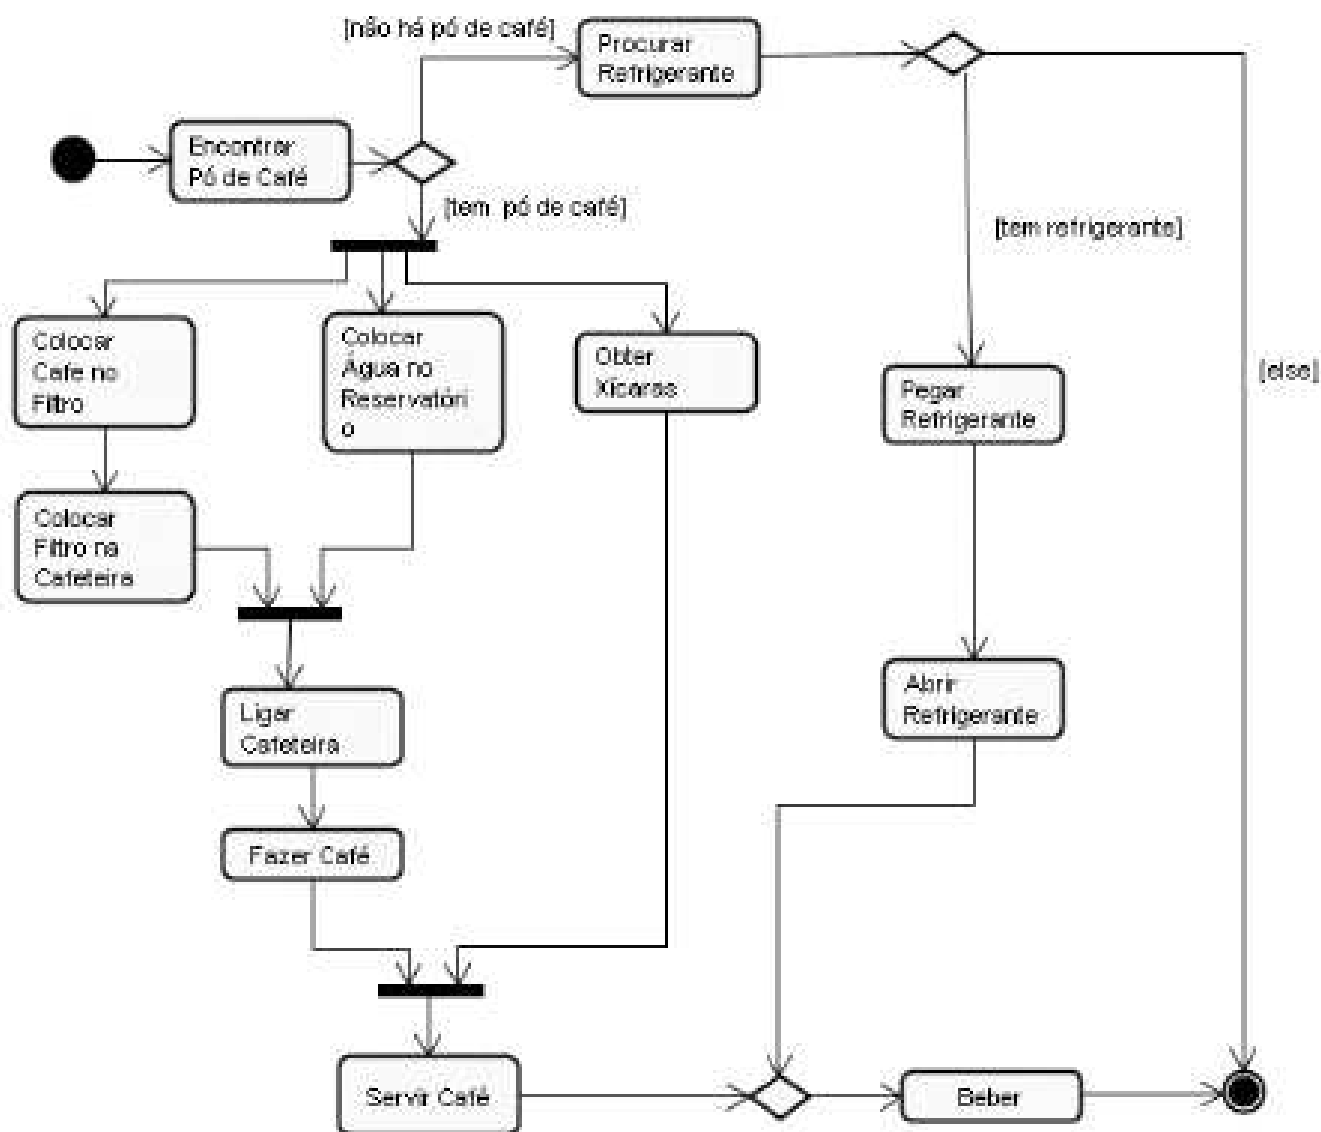 [não há pó de café]
Procurar
Refrigerante
Encontrar
Pó de Café
[tem pó de café]
[tem refrigerante]
Colocar
Cafe no
Filtro
Colocar
Água no
Reservatóri
o
Obter
Xícaras
Pegar
Refrigerante
[else]
Colocar
Filtro na
Cafeteira
Ligar
Cafeteira
Abrir
Refrigerante
Fazer Café
Servir Café
Beber